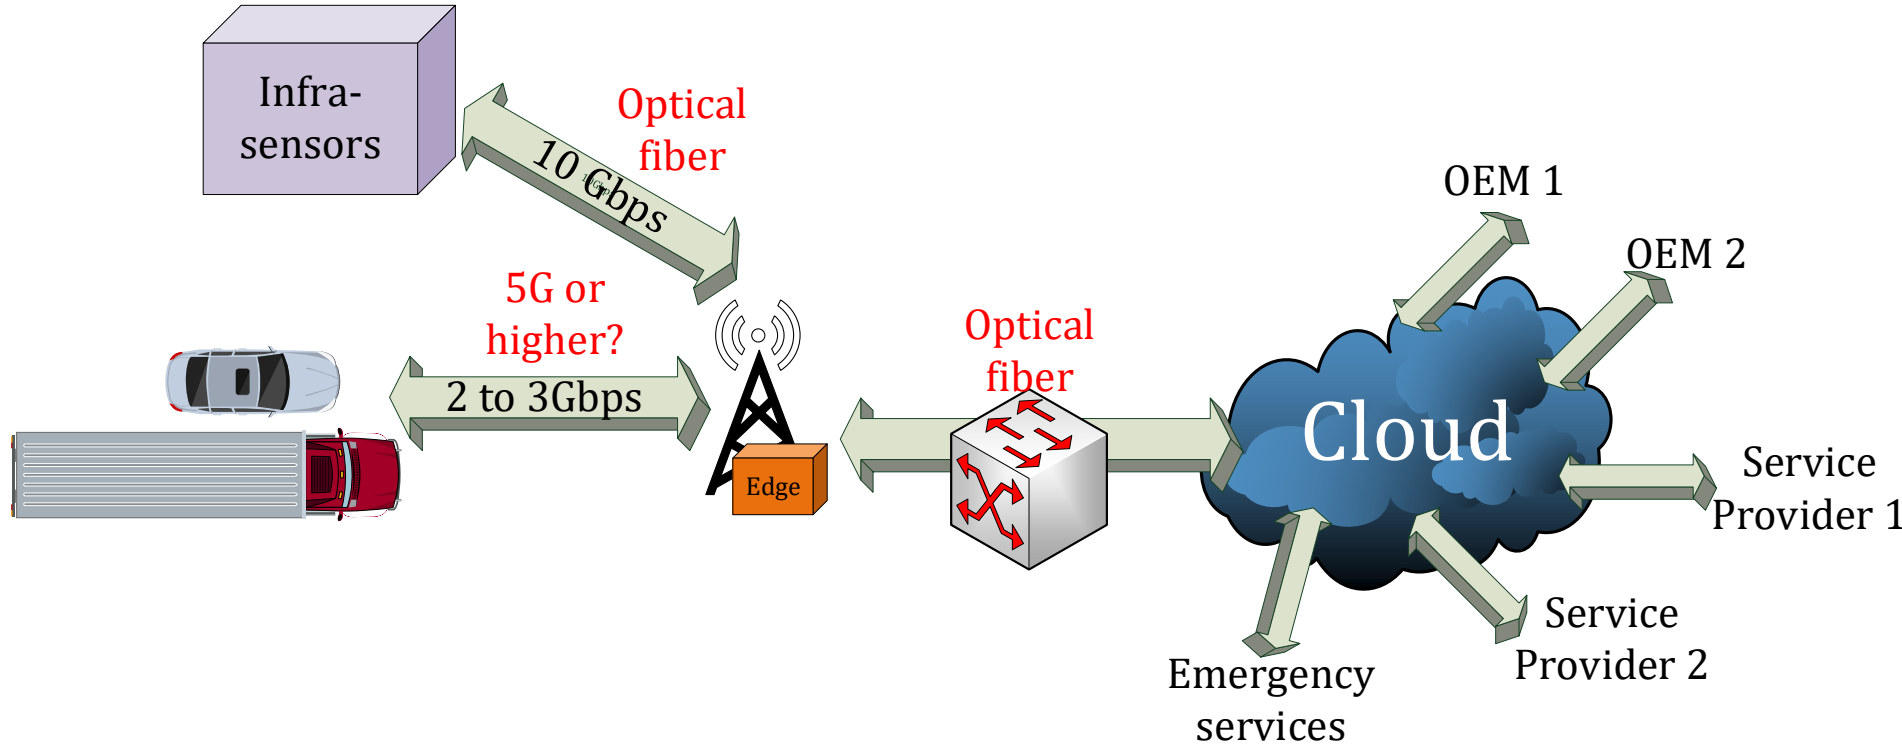 Infra-
sensors
Optical
fiber
10 Gbps
10Gbps
5G or
higher?
2 to 3Gbps
Edge
Optical
fiber
Cloud
OEM 1
OEM 2
Service
Provider 1
Service
Provider 2
Emergency
services